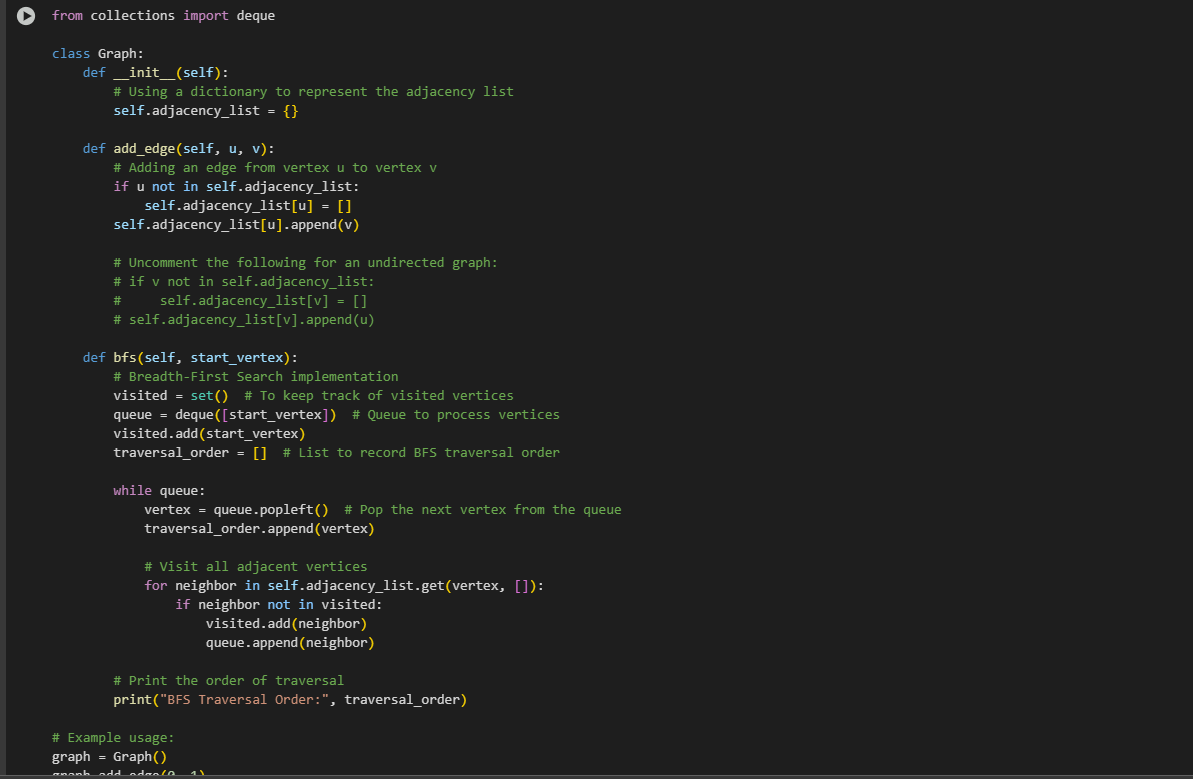 from collections import deque

class Graph:
    def __init__(self):
        # Using a dictionary to represent the adjacency list
        self.adjacency_list = {}

    def add_edge(self, u, v):
        # Adding an edge from vertex u to vertex v
        if u not in self.adjacency_list:
            self.adjacency_list[u] = []
        self.adjacency_list[u].append(v)

        # Uncomment the following for an undirected graph:
        # if v not in self.adjacency_list:
        #     self.adjacency_list[v] = []
        # self.adjacency_list[v].append(u)

    def bfs(self, start_vertex):
        # Breadth-First Search implementation
        visited = set()  # To keep track of visited vertices
        queue = deque([start_vertex])  # Queue to process vertices
        visited.add(start_vertex)
        traversal_order = []  # List to record BFS traversal order

        while queue:
            vertex = queue.popleft()  # Pop the next vertex from the queue
            traversal_order.append(vertex)

            # Visit all adjacent vertices
            for neighbor in self.adjacency_list.get(vertex, []):
                if neighbor not in visited:
                    visited.add(neighbor)
                    queue.append(neighbor)

        # Print the order of traversal
        print("BFS Traversal Order:", traversal_order)

# Example usage:
graph = Graph()
graph.add_edge(0, 1)